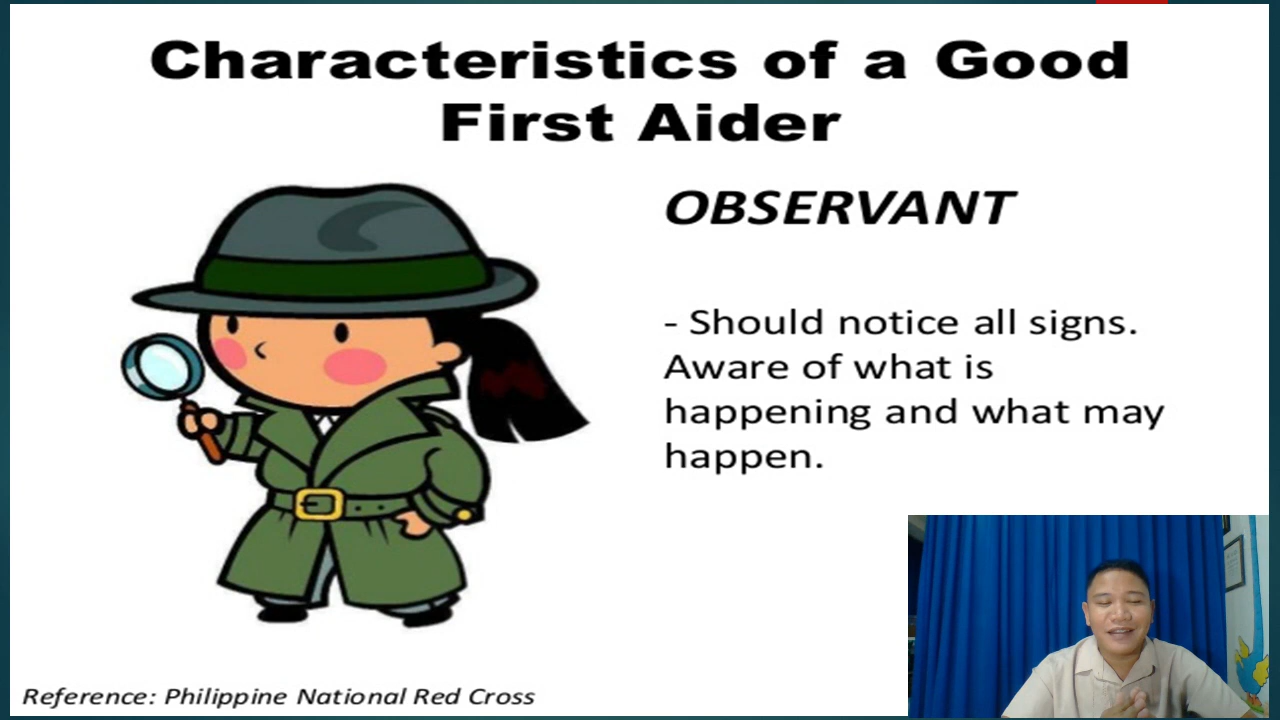 Characteristics of a Good
First Aider
OBSERVANT
- Should notice all signs.
Aware of what is
happening and what may
happen.
Reference: Philippine National Red Cross